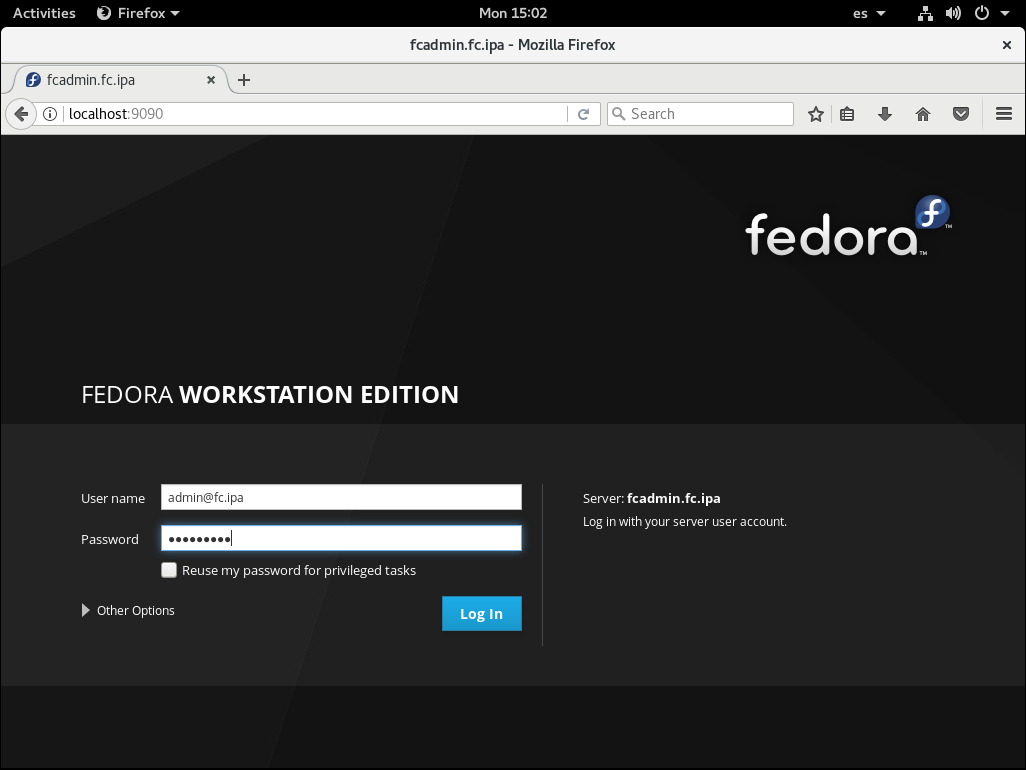 Activities Firefox Mon 15:02 es
fcadmin.fc.ipa - Mozilla Firefox
fcadmin.fc.ipa
localhost:9090 Search
fedora™
FEDORA WORKSTATION EDITION
User name admin@fc.ipa
Server: fcadmin.fc.ipa
Log in with your server user account.
Password •••••••••
Reuse my password for privileged tasks
Other Options
Log In